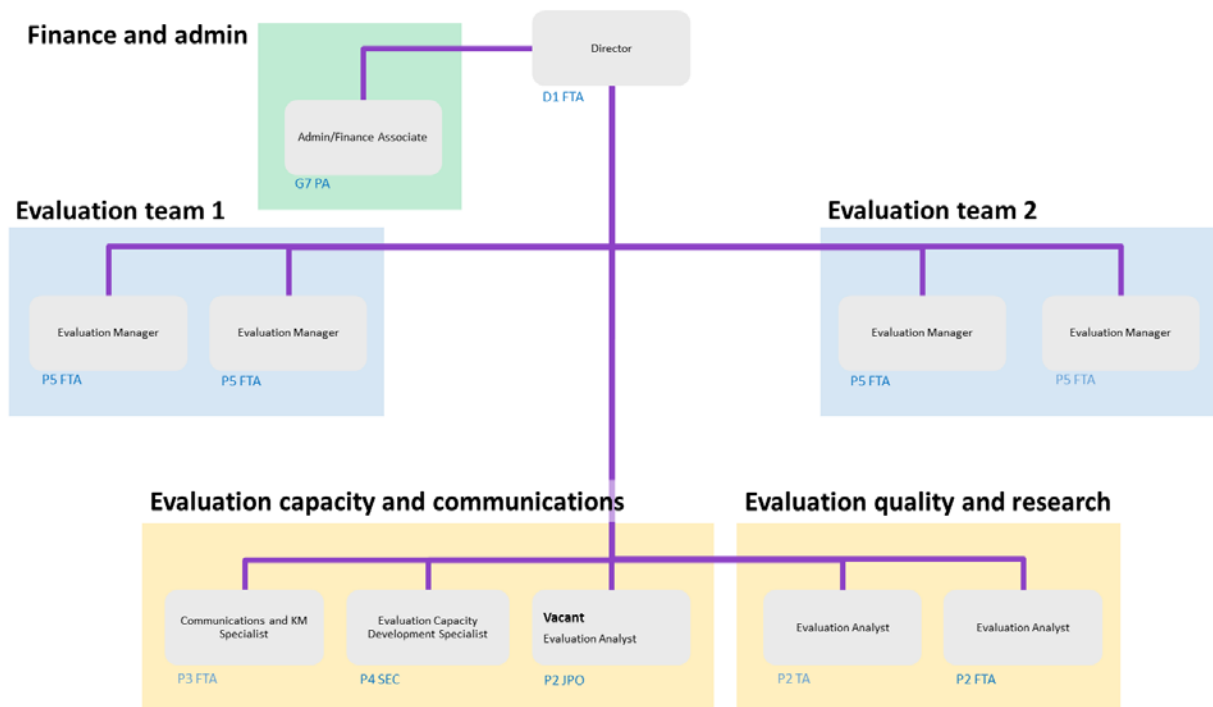 Finance and admin
Director
D1 FTA
Admin/Finance Associate
G7 PA
Evaluation team 1
Evaluation team 2
Evaluation Manager
P5 FTA
Evaluation Manager
P5 FTA
Evaluation Manager
P5 FTA
Evaluation Manager
P5 FTA
Evaluation capacity and communications
Evaluation quality and research
Communications and KM
Specialist
P3 FTA
Evaluation Capacity
Development Specialist
P4 SEC
Vacant
Evaluation Analyst
P2 JPO
Evaluation Analyst
P2 TA
Evaluation Analyst
P2 FTA